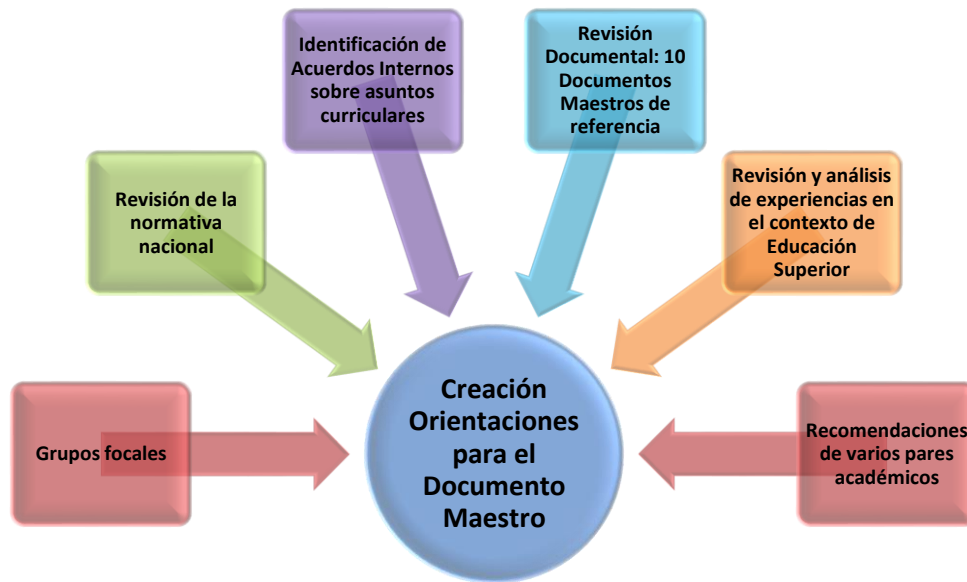 Identificación de
Acuerdos Internos
sobre asuntos
curriculares
Revisión
Documental: 10
Documentos
Maestros de
referencia
Revisión de la
normativa
nacional
Revisión y análisis
de experiencias en
el contexto de
Educación
Superior
Grupos focales
Creación
Orientaciones
para el
Documento
Maestro
Recomendaciones
de varios pares
académicos